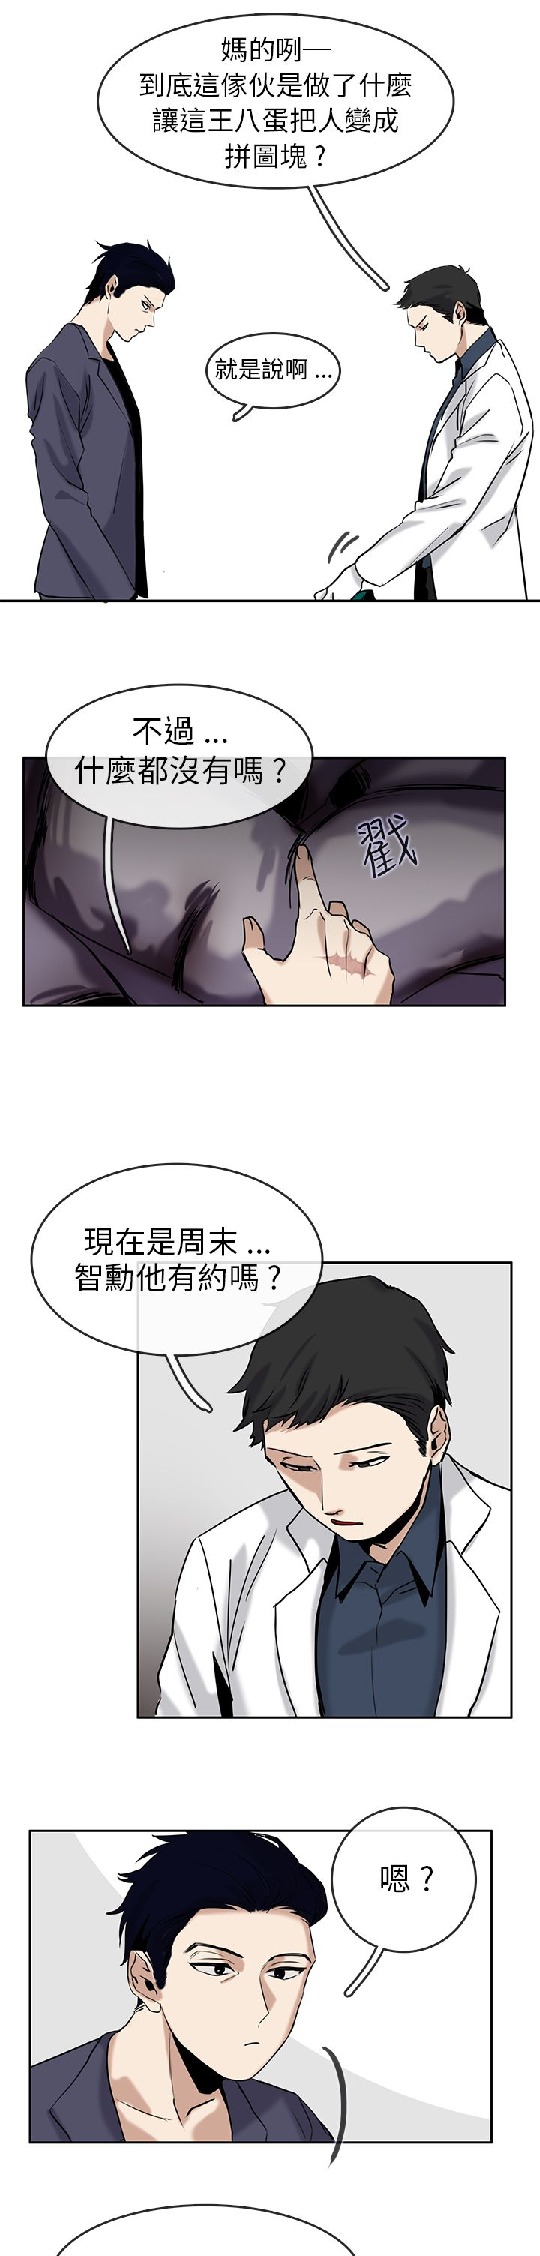 媽的咧—
到底這傢伙是做了什麼
讓這王八蛋把人變成
拼圖塊？
就是說啊...
不過...
什麼都沒有嗎？
戳
現在是周末...
智勳他有約嗎？
嗯？